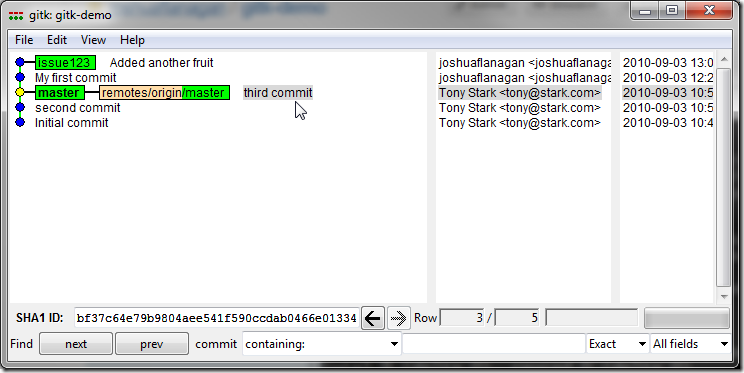 gitk: gitk-demo
File Edit View Help
issue123 Added another fruit joshuaflanagan <joshuaflanaga 2010-09-03 13:0
My first commit joshuaflanagan <joshuaflanaga 2010-09-03 12:2
master remotes/origin/master third commit Tony Stark <tony@stark.com> 2010-09-03 10:5
second commit Tony Stark <tony@stark.com> 2010-09-03 10:5
Initial commit Tony Stark <tony@stark.com> 2010-09-03 10:4
SHA1 ID: bf37c64e79b9804aee541f590ccdab0466e01334 Row 3 / 5
Find next prev commit containing: Exact All fields